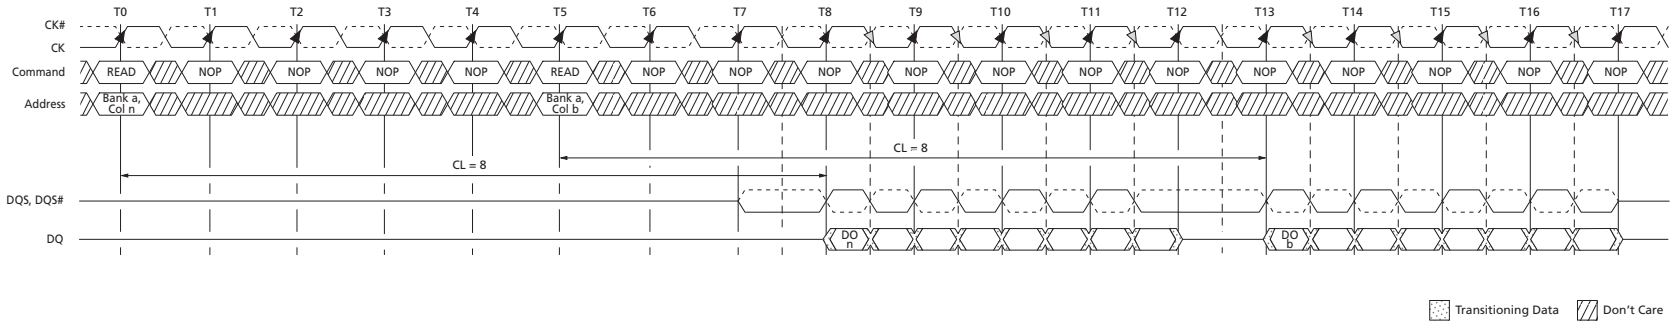 T0 T1 T2 T3 T4 T5 T6 T7 T8 T9 T10 T11 T12 T13 T14 T15 T16 T17
CK#
CK
Command READ NOP NOP NOP NOP READ NOP NOP NOP NOP NOP NOP NOP NOP NOP NOP NOP NOP
Address Bank a, Col n Bank a, Col b
CL = 8
CL = 8
DQS, DQS#
DQ DO n DO b
Transitioning Data Don't Care